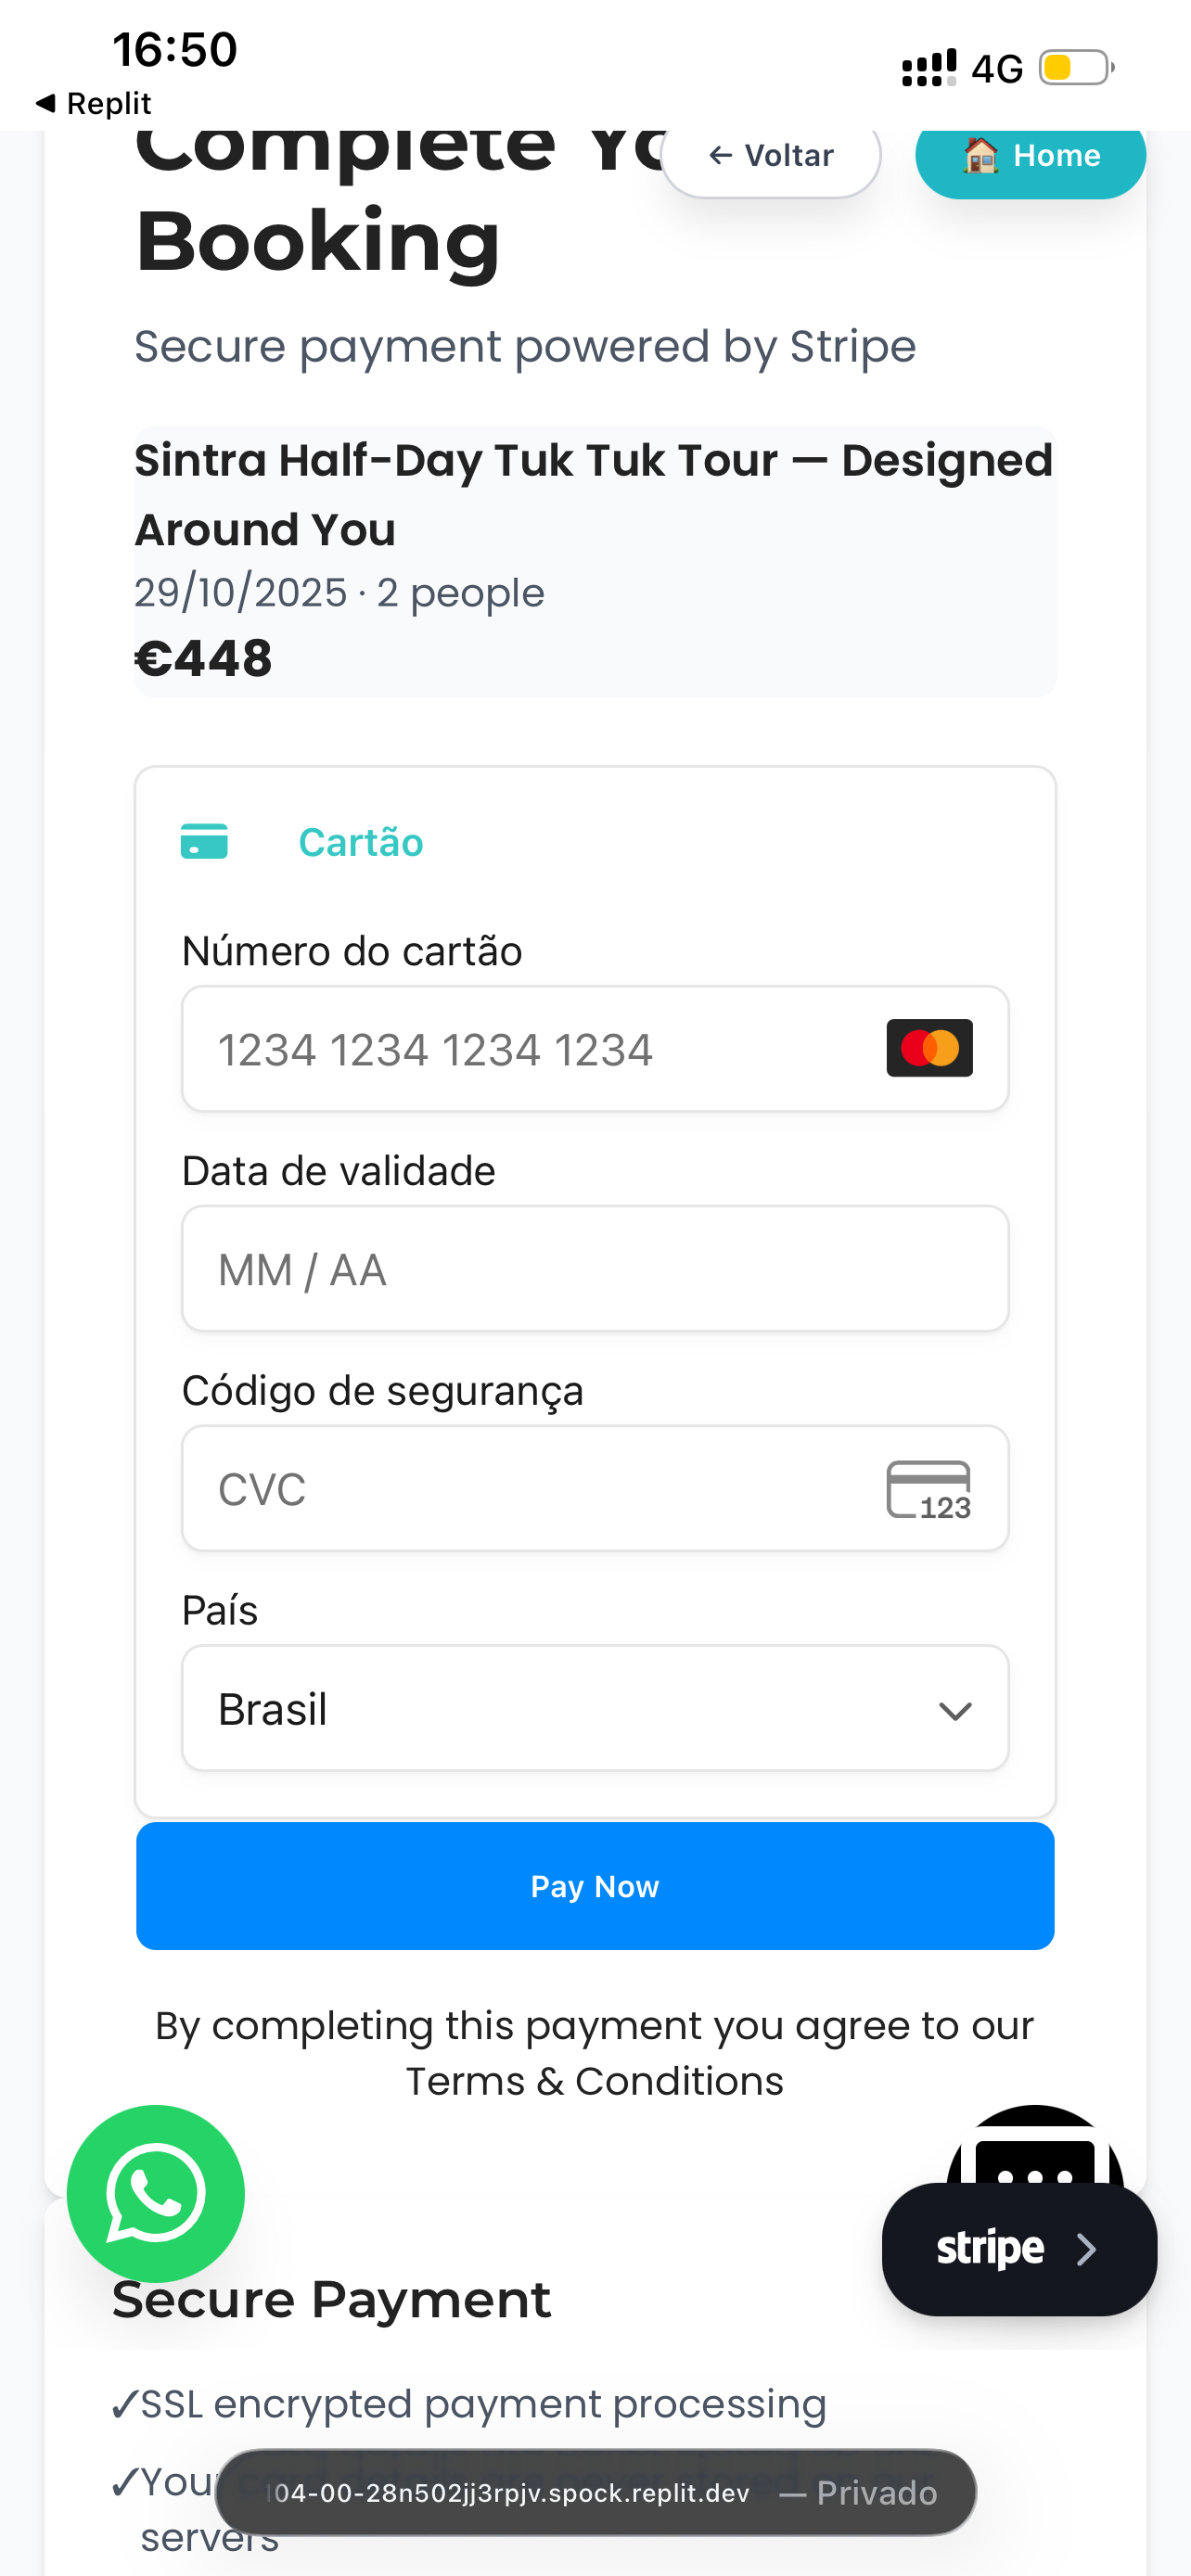 16:50
4G
◀ Replit
Complete Yo
← Voltar
🏠 Home
Booking
Secure payment powered by Stripe
Sintra Half-Day Tuk Tuk Tour — Designed
Around You
29/10/2025 · 2 people
€448
Cartão
Número do cartão
1234 1234 1234 1234
Data de validade
MM / AA
Código de segurança
CVC
123
País
Brasil
Pay Now
By completing this payment you agree to our
Terms & Conditions
stripe
Secure Payment
✓SSL encrypted payment processing
✓Your
04-00-28n502jj3rpjv.spock.replit.dev — Privado
servers